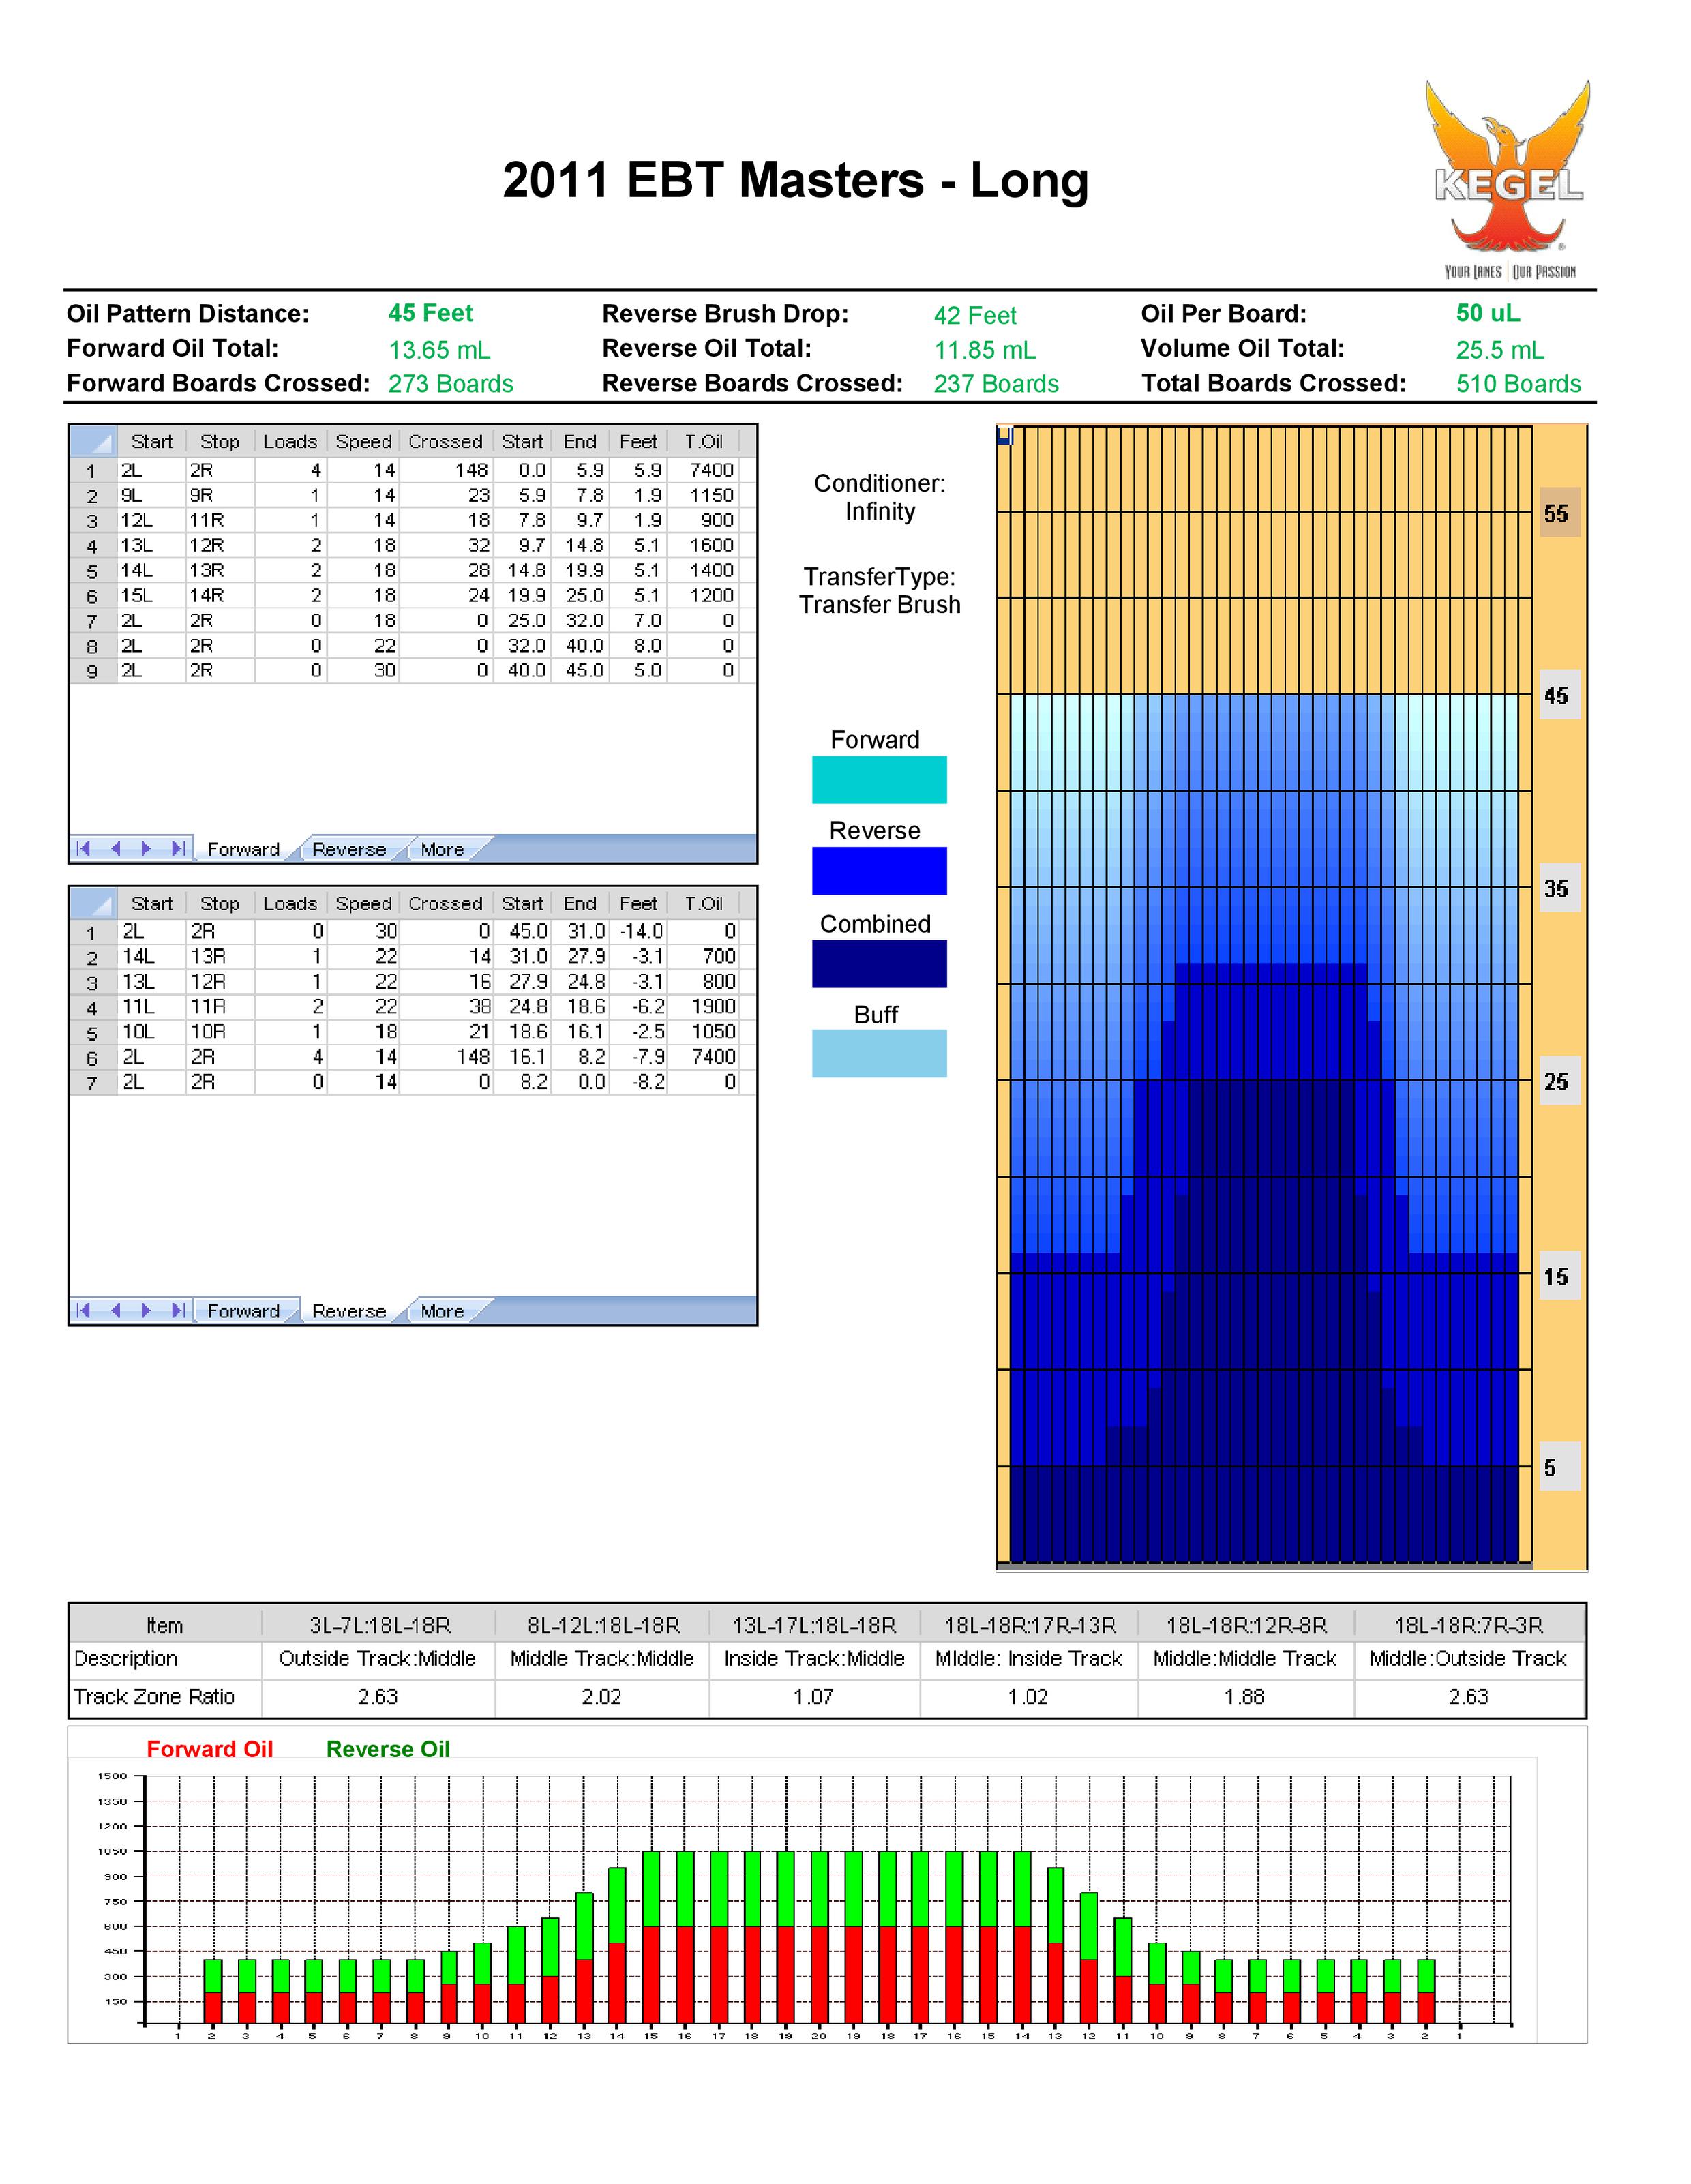 2011 EBT Masters - Long
KEGEL
YOUR LANES | OUR PASSION
Oil Pattern Distance: 45 Feet Reverse Brush Drop: 42 Feet Oil Per Board: 50 uL
Forward Oil Total: 13.65 mL Reverse Oil Total: 11.85 mL Volume Oil Total: 25.5 mL
Forward Boards Crossed: 273 Boards Reverse Boards Crossed: 237 Boards Total Boards Crossed: 510 Boards
Start Stop Loads Speed Crossed Start End Feet T.Oil
1 2L 2R 4 14 148 0.0 5.9 5.9 7400
2 9L 9R 1 14 23 5.9 7.8 1.9 1150
3 12L 11R 1 14 18 7.8 9.7 1.9 900
4 13L 12R 2 18 32 9.7 14.8 5.1 1600
5 14L 13R 2 18 28 14.8 19.9 5.1 1400
6 15L 14R 2 18 24 19.9 25.0 5.1 1200
7 2L 2R 0 18 0 25.0 32.0 7.0 0
8 2L 2R 0 22 0 32.0 40.0 8.0 0
9 2L 2R 0 30 0 40.0 45.0 5.0 0
Forward Reverse More
Start Stop Loads Speed Crossed Start End Feet T.Oil
1 2L 2R 0 30 0 45.0 31.0 -14.0 0
2 14L 13R 1 22 14 31.0 27.9 -3.1 700
3 13L 12R 1 22 16 27.9 24.8 -3.1 800
4 11L 11R 2 22 38 24.8 18.6 -6.2 1900
5 10L 10R 1 18 21 18.6 16.1 -2.5 1050
6 2L 2R 4 14 148 16.1 8.2 -7.9 7400
7 2L 2R 0 14 0 8.2 0.0 -8.2 0
Forward Reverse More
Conditioner:
Infinity
TransferType:
Transfer Brush
Forward
Reverse
Combined
Buff
55
45
35
25
15
5
Item 3L-7L:18L-18R 8L-12L:18L-18R 13L-17L:18L-18R 18L-18R:17R-13R 18L-18R:12R-8R 18L-18R:7R-3R
Description Outside Track:Middle Middle Track:Middle Inside Track:Middle MIddle: Inside Track Middle:Middle Track Middle:Outside Track
Track Zone Ratio 2.63 2.02 1.07 1.02 1.88 2.63
Forward Oil Reverse Oil
1500
1350
1200
1050
900
750
600
450
300
150
1 2 3 4 5 6 7 8 9 10 11 12 13 14 15 16 17 18 19 20 19 18 17 16 15 14 13 12 11 10 9 8 7 6 5 4 3 2 1